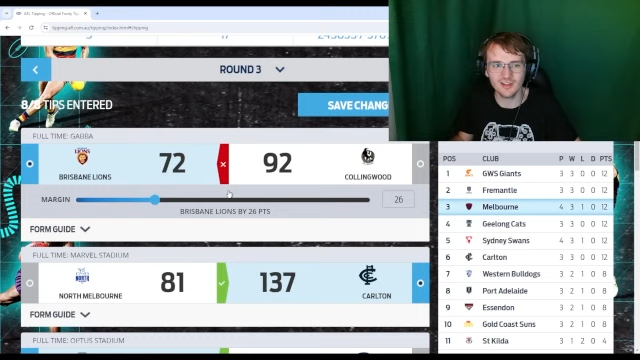 AFL Tipping - Official Footy Tip
tipping.afl.com.au/tipping/index.html#/tipping
ROUND 3
8/8 TIPS ENTERED
SAVE CHANG
FULL TIME: GABBA
LIONS
BRISBANE LIONS
72
92
COLLINGWOOD
MARGIN
26
BRISBANE LIONS BY 26 PTS
FORM GUIDE
FULL TIME: MARVEL STADIUM
NORTH MELBOURNE
81
137
CARLTON
FORM GUIDE
FULL TIME: OPTUS STADIUM
POS CLUB P W L D PTS
1 GWS Giants 3 3 0 0 12
2 Fremantle 3 3 0 0 12
3 Melbourne 4 3 1 0 12
4 Geelong Cats 3 3 0 0 12
5 Sydney Swans 4 3 1 0 12
6 Carlton 3 3 0 0 12
7 Western Bulldogs 3 2 1 0 8
8 Port Adelaide 3 2 1 0 8
9 Essendon 3 2 1 0 8
10 Gold Coast Suns 3 2 1 0 8
11 St Kilda 3 1 2 0 4